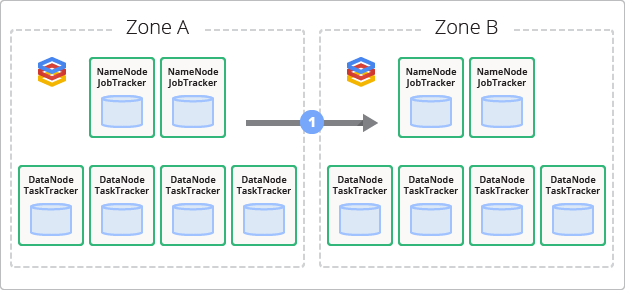 Zone A
Zone B
NameNode
JobTracker
NameNode
JobTracker
NameNode
JobTracker
NameNode
JobTracker
1
DataNode
TaskTracker
DataNode
TaskTracker
DataNode
TaskTracker
DataNode
TaskTracker
DataNode
TaskTracker
DataNode
TaskTracker
DataNode
TaskTracker
DataNode
TaskTracker